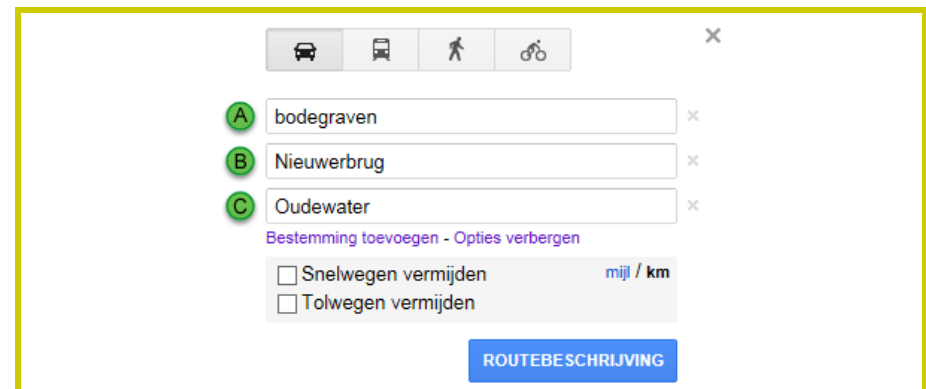 ×
A bodegraven ×
B Nieuwerbrug ×
C Oudewater ×
Bestemming toevoegen - Opties verbergen
Snelwegen vermijden mijl / km
Tolwegen vermijden
ROUTEBESCHRIJVING